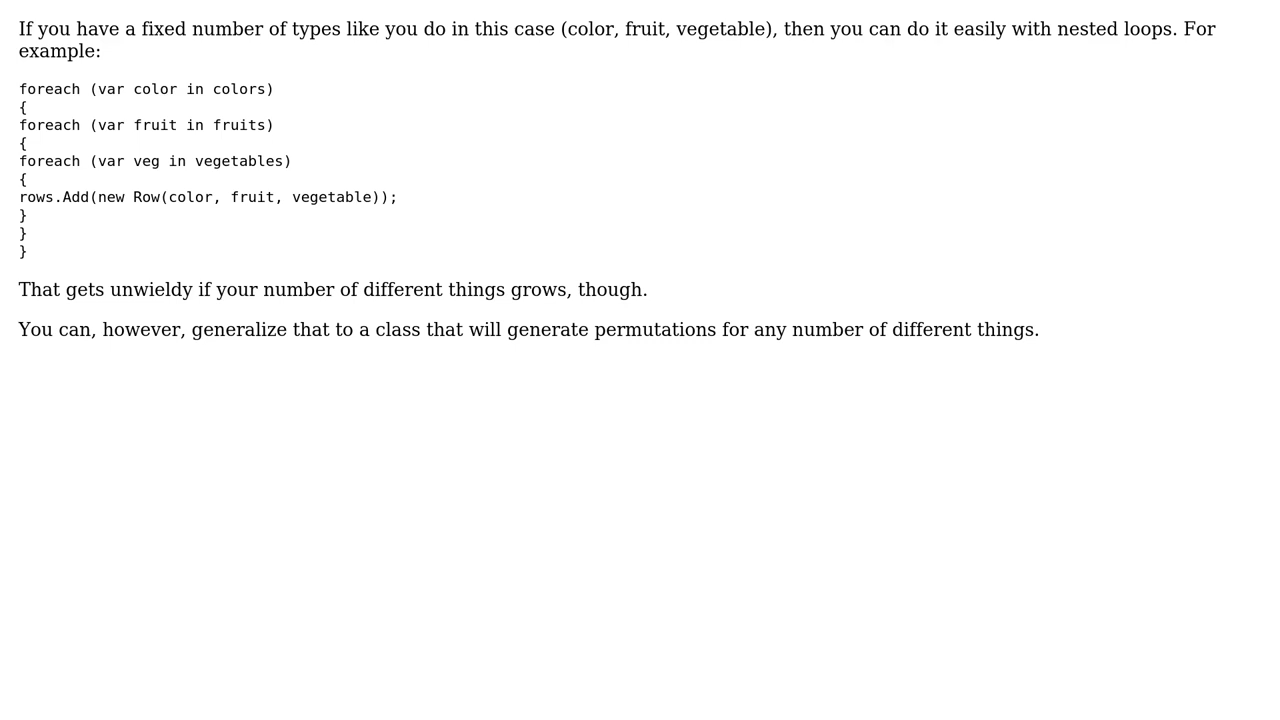 If you have a fixed number of types like you do in this case (color, fruit, vegetable), then you can do it easily with nested loops. For
example:
foreach (var color in colors)
{
foreach (var fruit in fruits)
{
foreach (var veg in vegetables)
{
rows.Add(new Row(color, fruit, vegetable));
}
}
}
That gets unwieldy if your number of different things grows, though.
You can, however, generalize that to a class that will generate permutations for any number of different things.